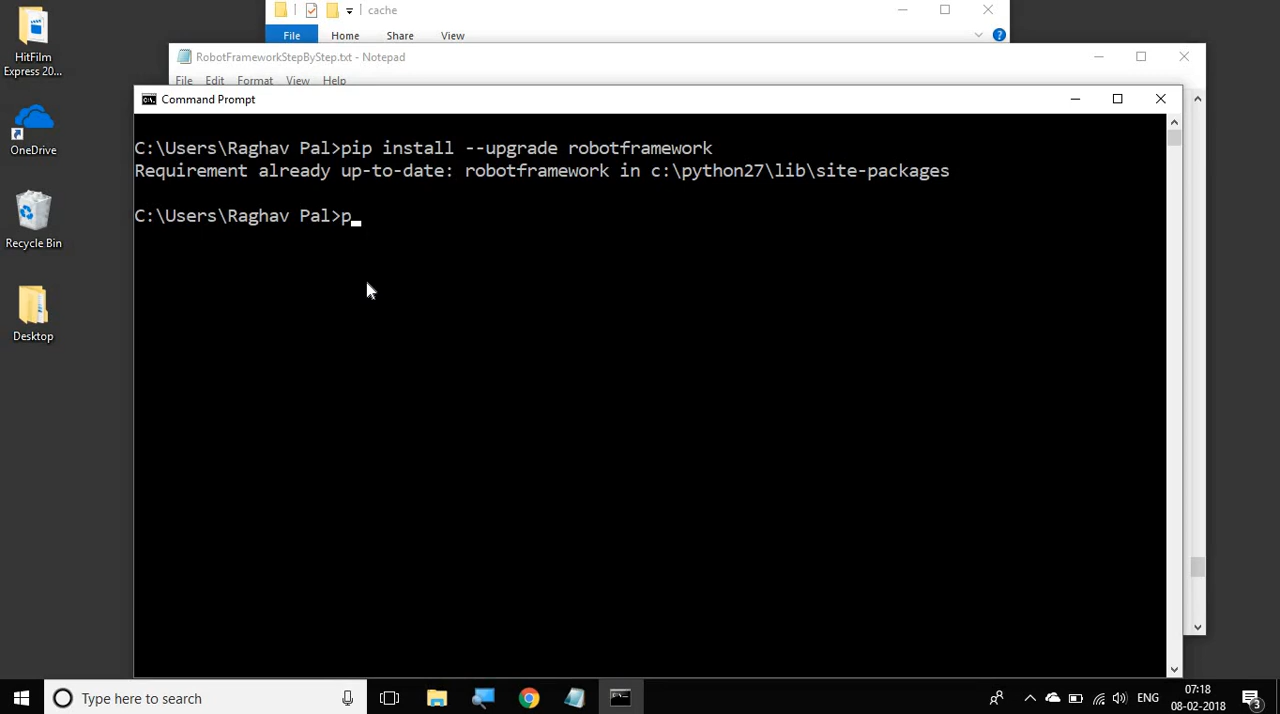 cache
File Home Share View
RobotFrameworkStepByStep.txt - Notepad
File Edit Format View Help
Command Prompt
C:\Users\Raghav Pal>pip install --upgrade robotframework
Requirement already up-to-date: robotframework in c:\python27\lib\site-packages
C:\Users\Raghav Pal>p
HitFilm
Express 20...
OneDrive
Recycle Bin
Desktop
Type here to search
ENG
07:18
08-02-2018
3